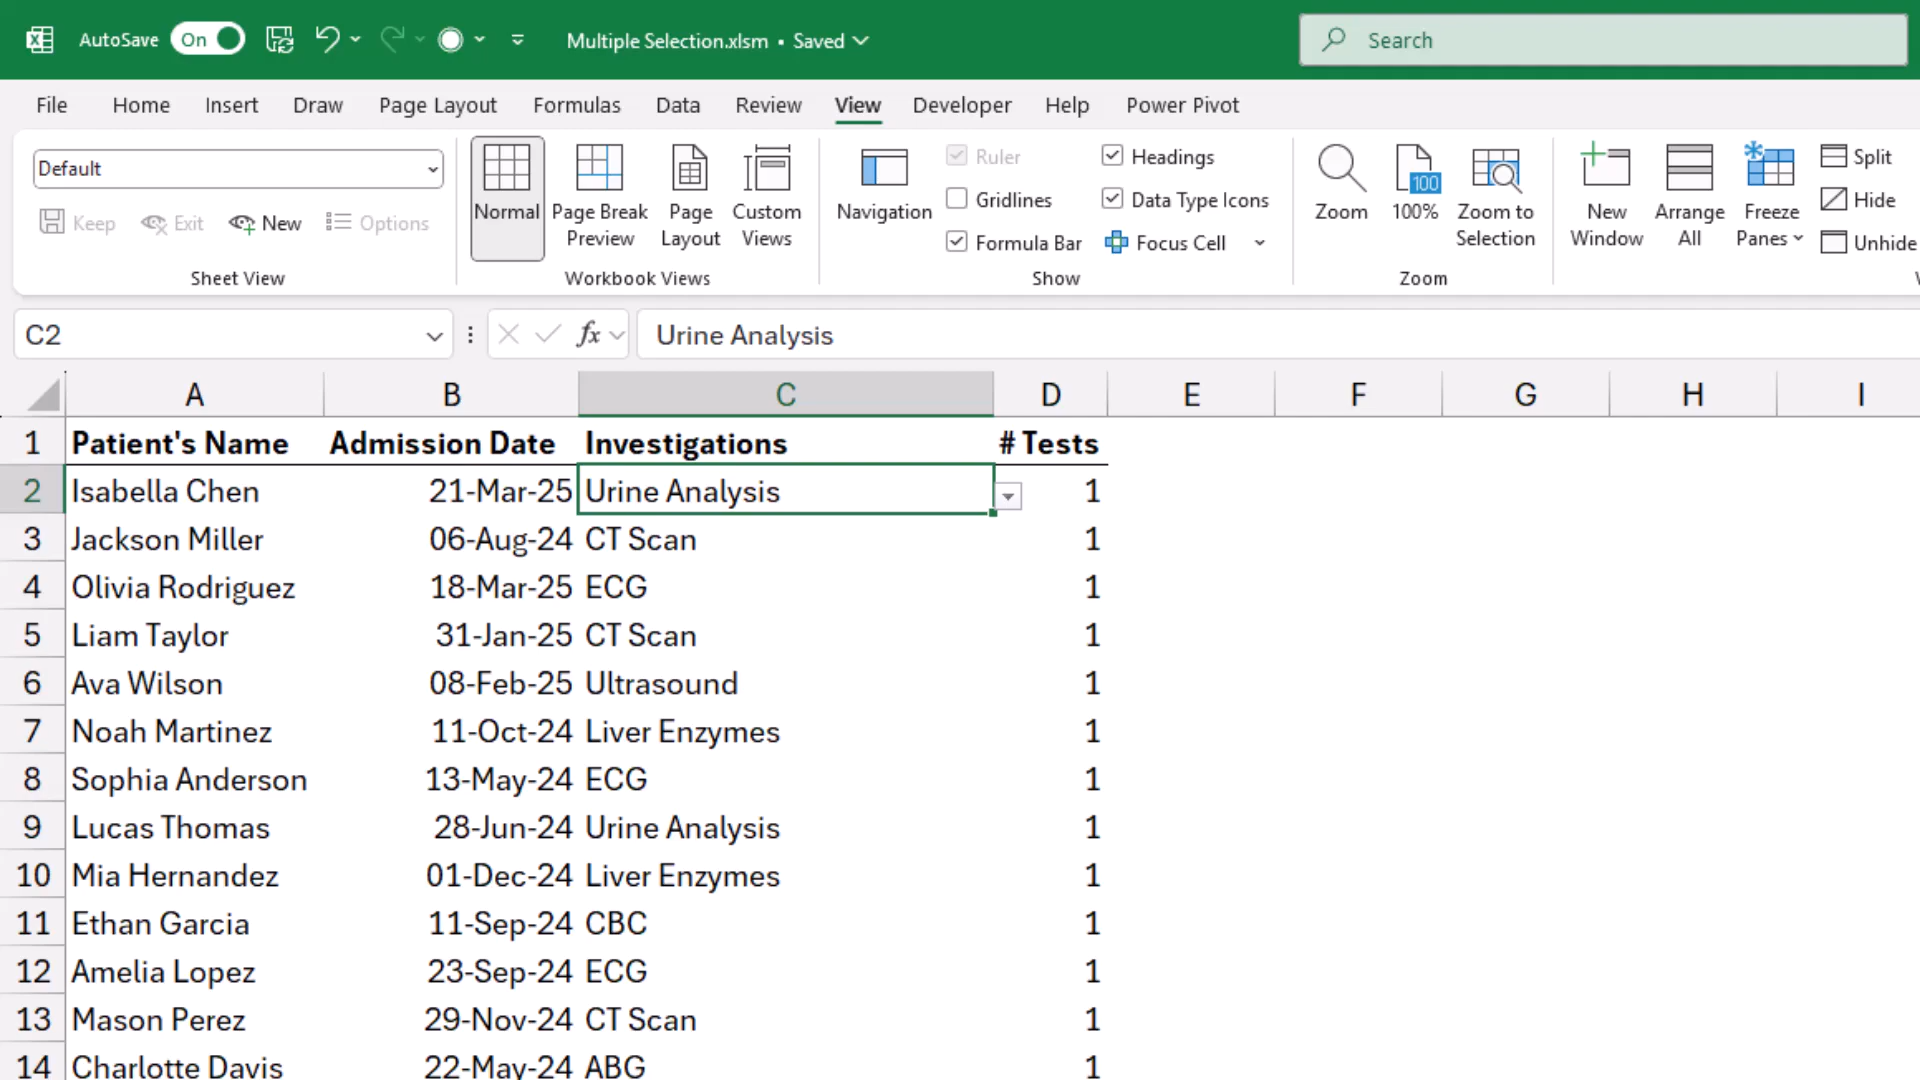 AutoSave On Multiple Selection.xlsm • Saved Search
File Home Insert Draw Page Layout Formulas Data Review View Developer Help Power Pivot
Default
Keep Exit New Options
Sheet View
Normal
Page Break Preview
Page Layout
Custom Views
Workbook Views
Navigation
Ruler
Gridlines
Formula Bar
Headings
Data Type Icons
Focus Cell
Show
Zoom
100
100%
Zoom to Selection
Zoom
New Window
Arrange All
Freeze Panes
Split
Hide
Unhide
C2 fx Urine Analysis
A B C D E F G H I
1 Patient's Name Admission Date Investigations # Tests
2 Isabella Chen 21-Mar-25 Urine Analysis 1
3 Jackson Miller 06-Aug-24 CT Scan 1
4 Olivia Rodriguez 18-Mar-25 ECG 1
5 Liam Taylor 31-Jan-25 CT Scan 1
6 Ava Wilson 08-Feb-25 Ultrasound 1
7 Noah Martinez 11-Oct-24 Liver Enzymes 1
8 Sophia Anderson 13-May-24 ECG 1
9 Lucas Thomas 28-Jun-24 Urine Analysis 1
10 Mia Hernandez 01-Dec-24 Liver Enzymes 1
11 Ethan Garcia 11-Sep-24 CBC 1
12 Amelia Lopez 23-Sep-24 ECG 1
13 Mason Perez 29-Nov-24 CT Scan 1
14 Charlotte Davis 22-May-24 ABG 1